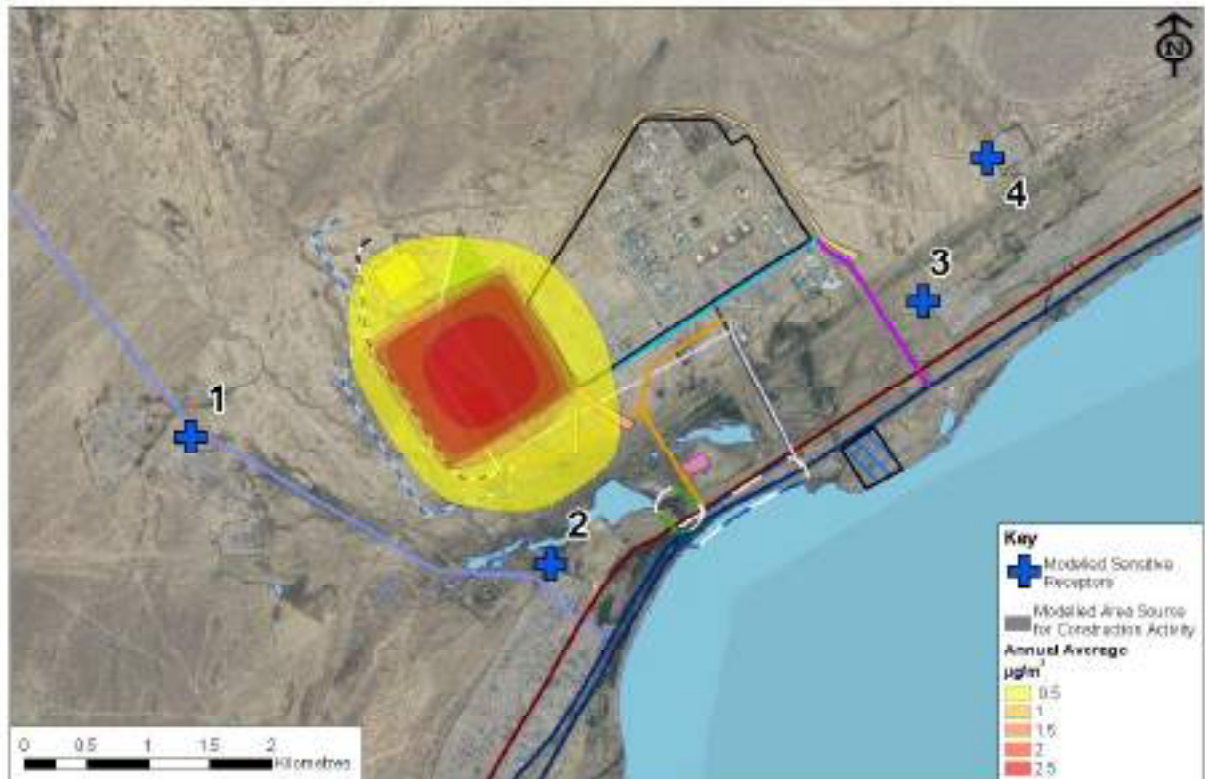 N
4
3
1
2
Key
Modelled Sensitive
Receptors
Modelled Area Source
for Construction Activity
Annual Average
µg/m³
0.5
1
1.5
2
2.5
0 0.5 1 1.5 2
Kilometres